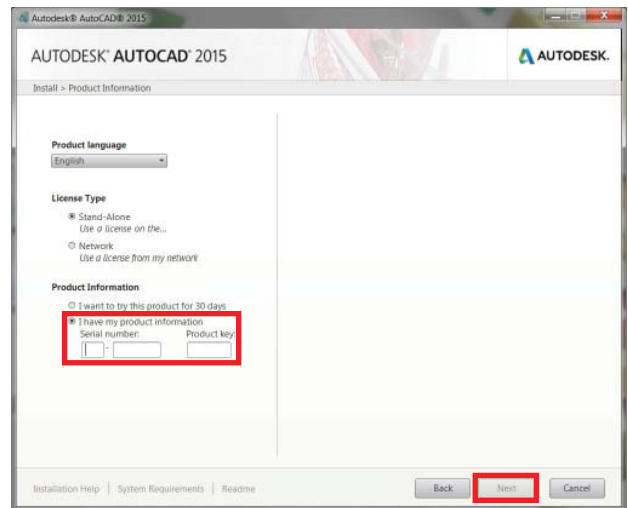 Autodesk® AutoCAD® 2015
AUTODESK® AUTOCAD® 2015
AUTODESK.
Install > Product Information
Product language
English
License Type
Stand-Alone
Use a license on the...
Network
Use a license from my network
Product Information
I want to try this product for 30 days
I have my product information
Serial number: Product key:
-
Installation Help | System Requirements | Readme
Back Next Cancel